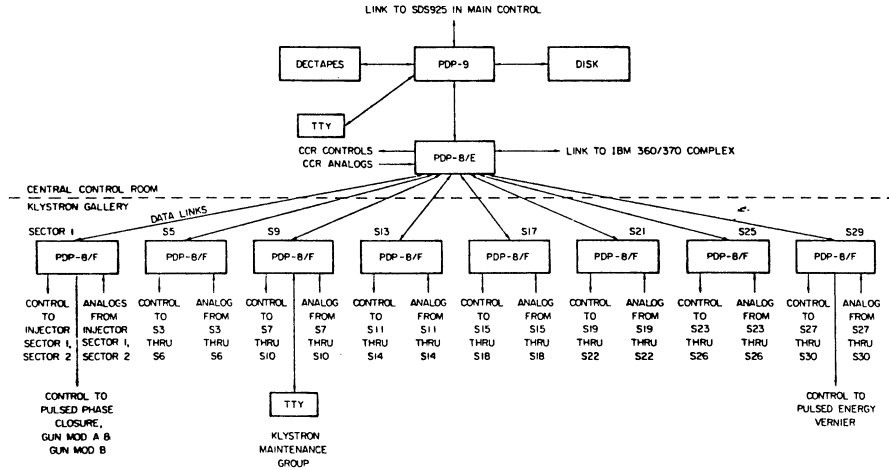 LINK TO SDS925 IN MAIN CONTROL
DECTAPES
PDP-9
DISK
TTY
CCR CONTROLS
CCR ANALOGS
PDP-8/E
LINK TO IBM 360/370 COMPLEX
CENTRAL CONTROL ROOM
KLYSTRON GALLERY
DATA LINKS
SECTOR 1 S5 S9 S13 S17 S21 S25 S29
PDP-8/F PDP-8/F PDP-8/F PDP-8/F PDP-8/F PDP-8/F PDP-8/F PDP-8/F
CONTROL ANALOGS CONTROL ANALOG CONTROL ANALOG CONTROL ANALOG CONTROL ANALOG CONTROL ANALOG CONTROL ANALOG CONTROL ANALOG
TO FROM TO FROM TO FROM TO FROM TO FROM TO FROM TO FROM TO FROM
INJECTOR INJECTOR S3 S3 S7 S7 S11 S11 S15 S15 S19 S19 S23 S23 S27 S27
SECTOR 1, SECTOR 1, THRU THRU THRU THRU THRU THRU THRU THRU THRU THRU THRU THRU THRU THRU
SECTOR 2 SECTOR 2 S6 S6 S10 S10 S14 S14 S18 S18 S22 S22 S26 S26 S30 S30
CONTROL TO
PULSED PHASE
CLOSURE,
GUN MOD A &
GUN MOD B
TTY
KLYSTRON
MAINTENANCE
GROUP
CONTROL TO
PULSED ENERGY
VERNIER